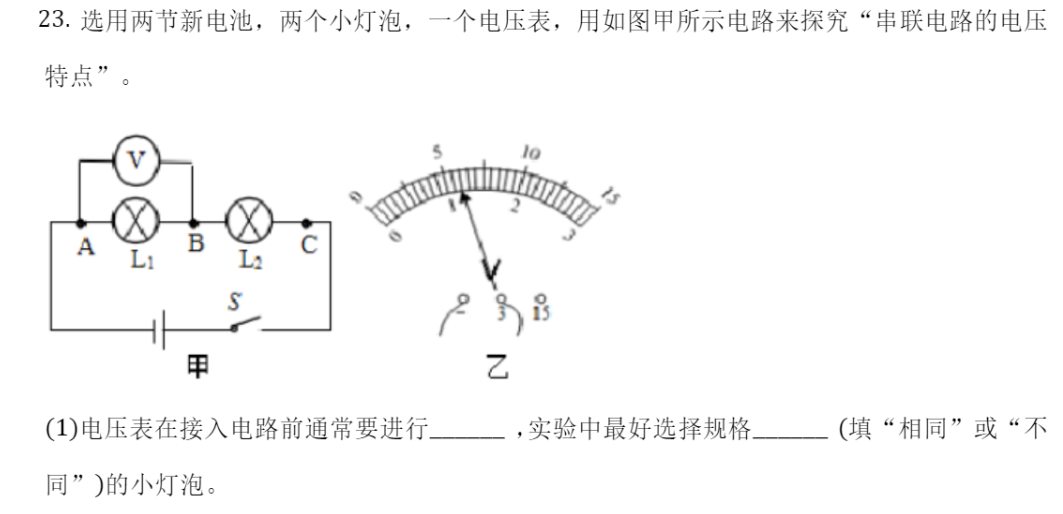 23. 选用两节新电池，两个小灯泡，一个电压表，用如图甲所示电路来探究“串联电路的电压
特点”。
V
A L₁ B L₂ C
S
甲
0 5 10 15
0 1 2 3
V
− 3 15
乙
(1)电压表在接入电路前通常要进行______，实验中最好选择规格______ (填“相同”或“不
同”)的小灯泡。